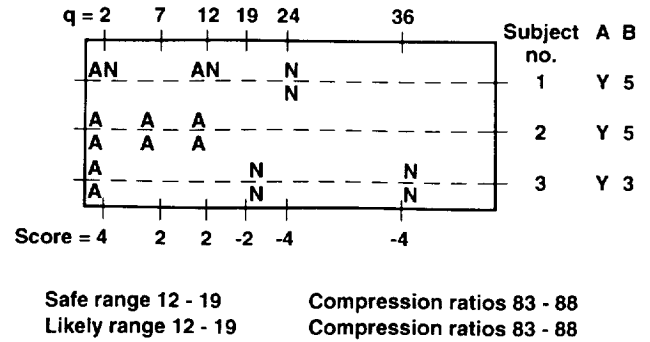 q = 2 7 12 19 24 36
Subject no. A B
AN AN N 1 Y 5
N
A A A 2 Y 5
A A A
A N N 3 Y 3
A N N
Score = 4 2 2 -2 -4 -4
Safe range 12 - 19 Compression ratios 83 - 88
Likely range 12 - 19 Compression ratios 83 - 88